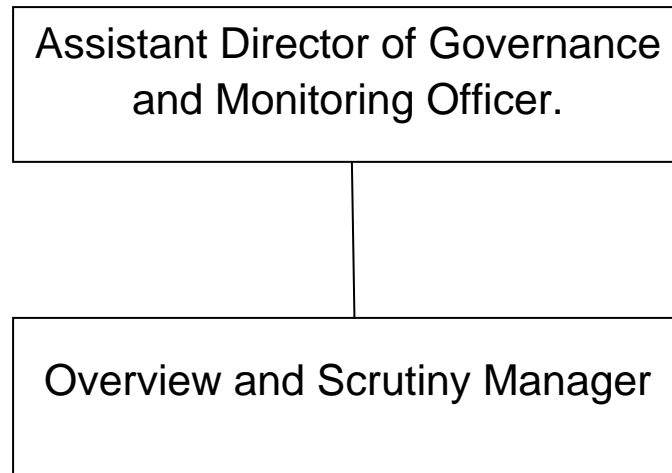 Assistant Director of Governance
and Monitoring Officer.
Overview and Scrutiny Manager